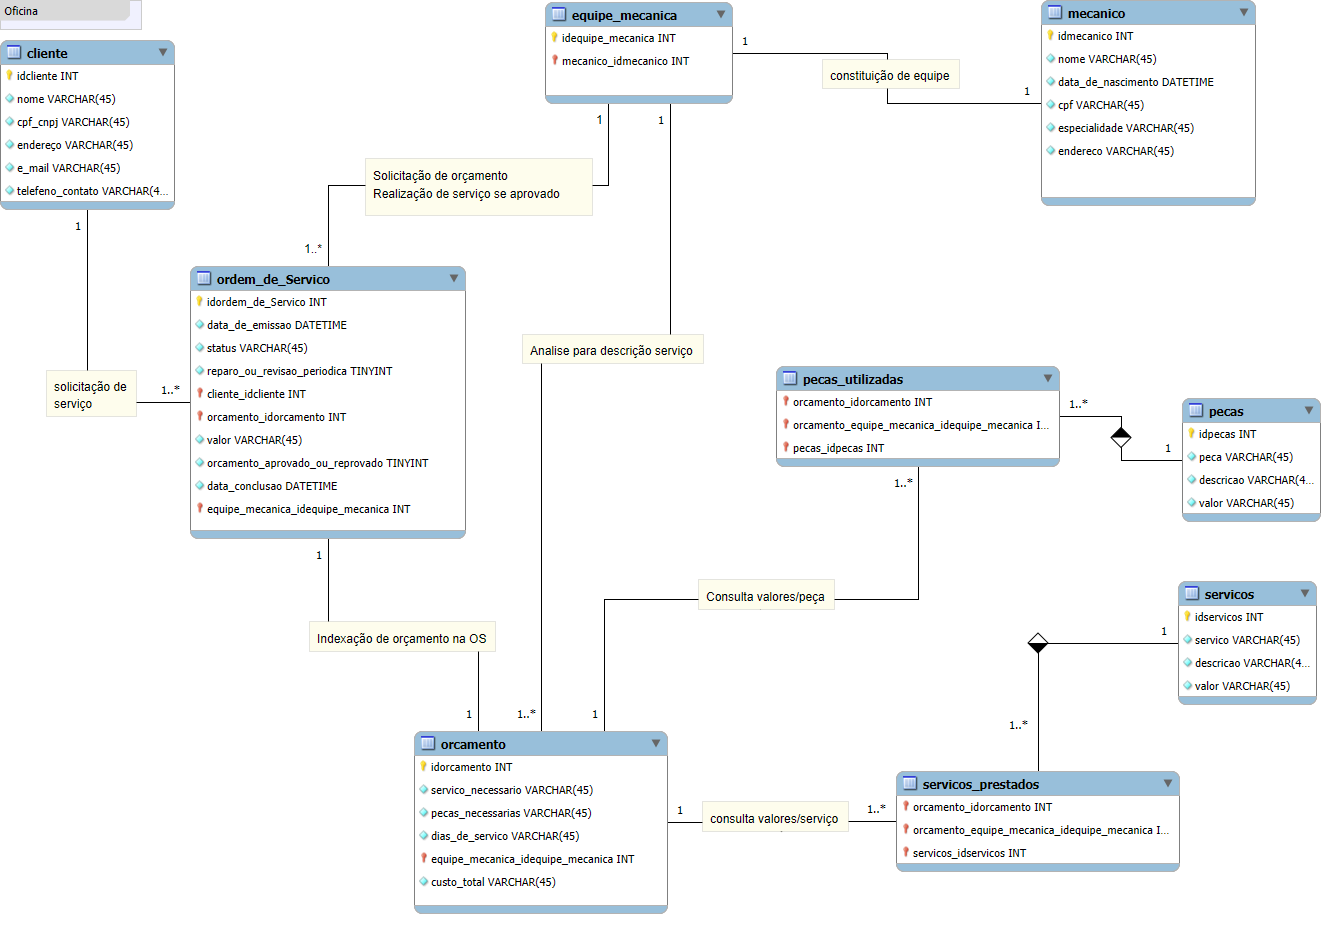 Oficina
cliente
idcliente INT
nome VARCHAR(45)
cpf_cnpj VARCHAR(45)
endereço VARCHAR(45)
e_mail VARCHAR(45)
telefeno_contato VARCHAR(4...
equipe_mecanica
idequipe_mecanica INT
mecanico_idmecanico INT
1
constituição de equipe
1
mecanico
idmecanico INT
nome VARCHAR(45)
data_de_nascimento DATETIME
cpf VARCHAR(45)
especialidade VARCHAR(45)
endereco VARCHAR(45)
1
1
Solicitação de orçamento
Realização de serviço se aprovado
1..*
1
solicitação de
serviço
1..*
ordem_de_Servico
idordem_de_Servico INT
data_de_emissao DATETIME
status VARCHAR(45)
reparo_ou_revisao_periodica TINYINT
cliente_idcliente INT
orcamento_idorcamento INT
valor VARCHAR(45)
orcamento_aprovado_ou_reprovado TINYINT
data_conclusao DATETIME
equipe_mecanica_idequipe_mecanica INT
Analise para descrição serviço
pecas_utilizadas
orcamento_idorcamento INT
orcamento_equipe_mecanica_idequipe_mecanica I...
pecas_idpecas INT
1..*
1
pecas
idpecas INT
peca VARCHAR(45)
descricao VARCHAR(4...
valor VARCHAR(45)
1..*
1
Indexação de orçamento na OS
Consulta valores/peça
servicos
idservicos INT
servico VARCHAR(45)
descricao VARCHAR(4...
valor VARCHAR(45)
1
1..*
1
1..*
1
orcamento
idorcamento INT
servico_necessario VARCHAR(45)
pecas_necessarias VARCHAR(45)
dias_de_servico VARCHAR(45)
equipe_mecanica_idequipe_mecanica INT
custo_total VARCHAR(45)
1
consulta valores/serviço
1..*
servicos_prestados
orcamento_idorcamento INT
orcamento_equipe_mecanica_idequipe_mecanica I...
servicos_idservicos INT